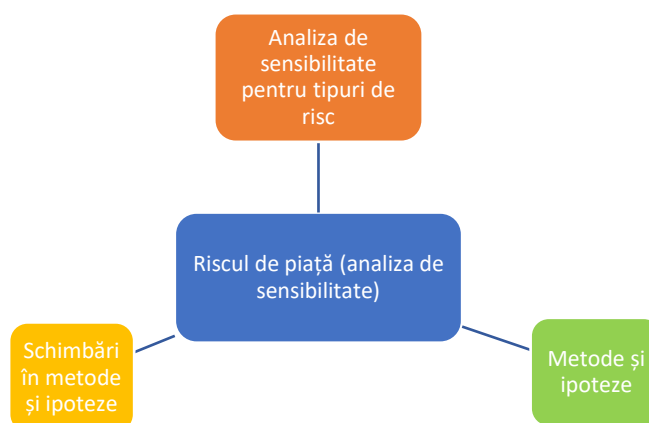 Analiza de
sensibilitate
pentru tipuri de
risc
Riscul de piață (analiza de
sensibilitate)
Schimbări
în metode
și ipoteze
Metode și
ipoteze